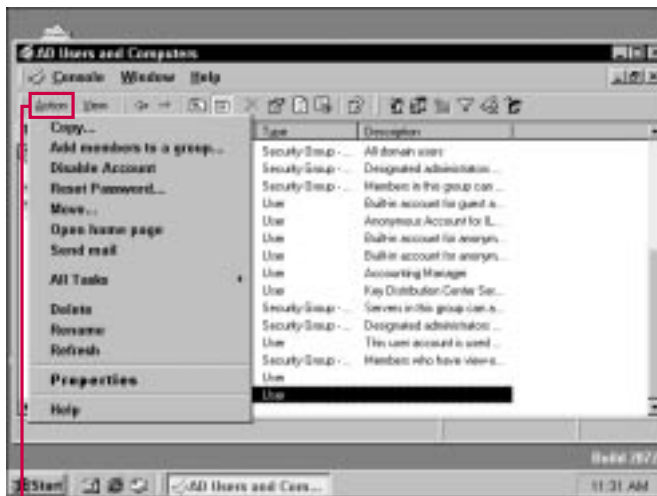 AD Users and Computers
Console Window Help
Action View
Copy...
Add members to a group...
Disable Account
Reset Password...
Move...
Open home page
Send mail
All Tasks
Delete
Rename
Refresh
Properties
Help
Type Description
Security Group - ... All domain users
Security Group - ... Designated administrators ...
Security Group - ... Members in this group can ...
User Built-in account for guest a...
User Anonymous Account for IL..
User Built-in account for anonym...
User Built-in account for anonym...
User Accounting Manager
User Key Distribution Center Ser...
Security Group - ... Servers in this group can a...
Security Group - ... Designated administrators ...
User This user account is used ...
Security Group - ... Members who have view-o...
User
User
Build
Start AD Users and Com...
11:31 AM